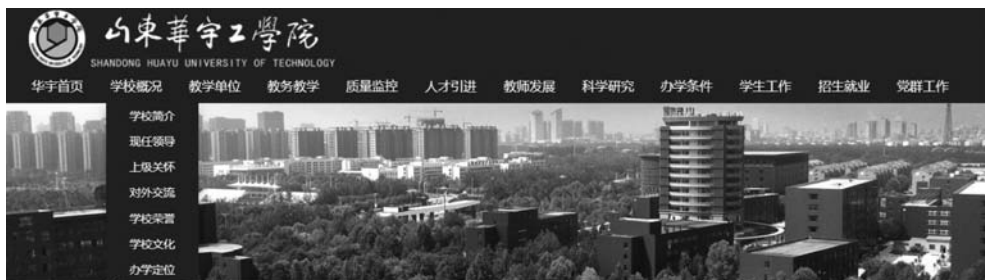 山東華宇工學院
SHANDONG HUAYU UNIVERSITY OF TECHNOLOGY
华宇首页 学校概况 教学单位 教务教学 质量监控 人才引进 教师发展 科学研究 办学条件 学生工作 招生就业 党群工作
学校简介
现任领导
上级关怀
对外交流
学校荣誉
学校文化
办学定位